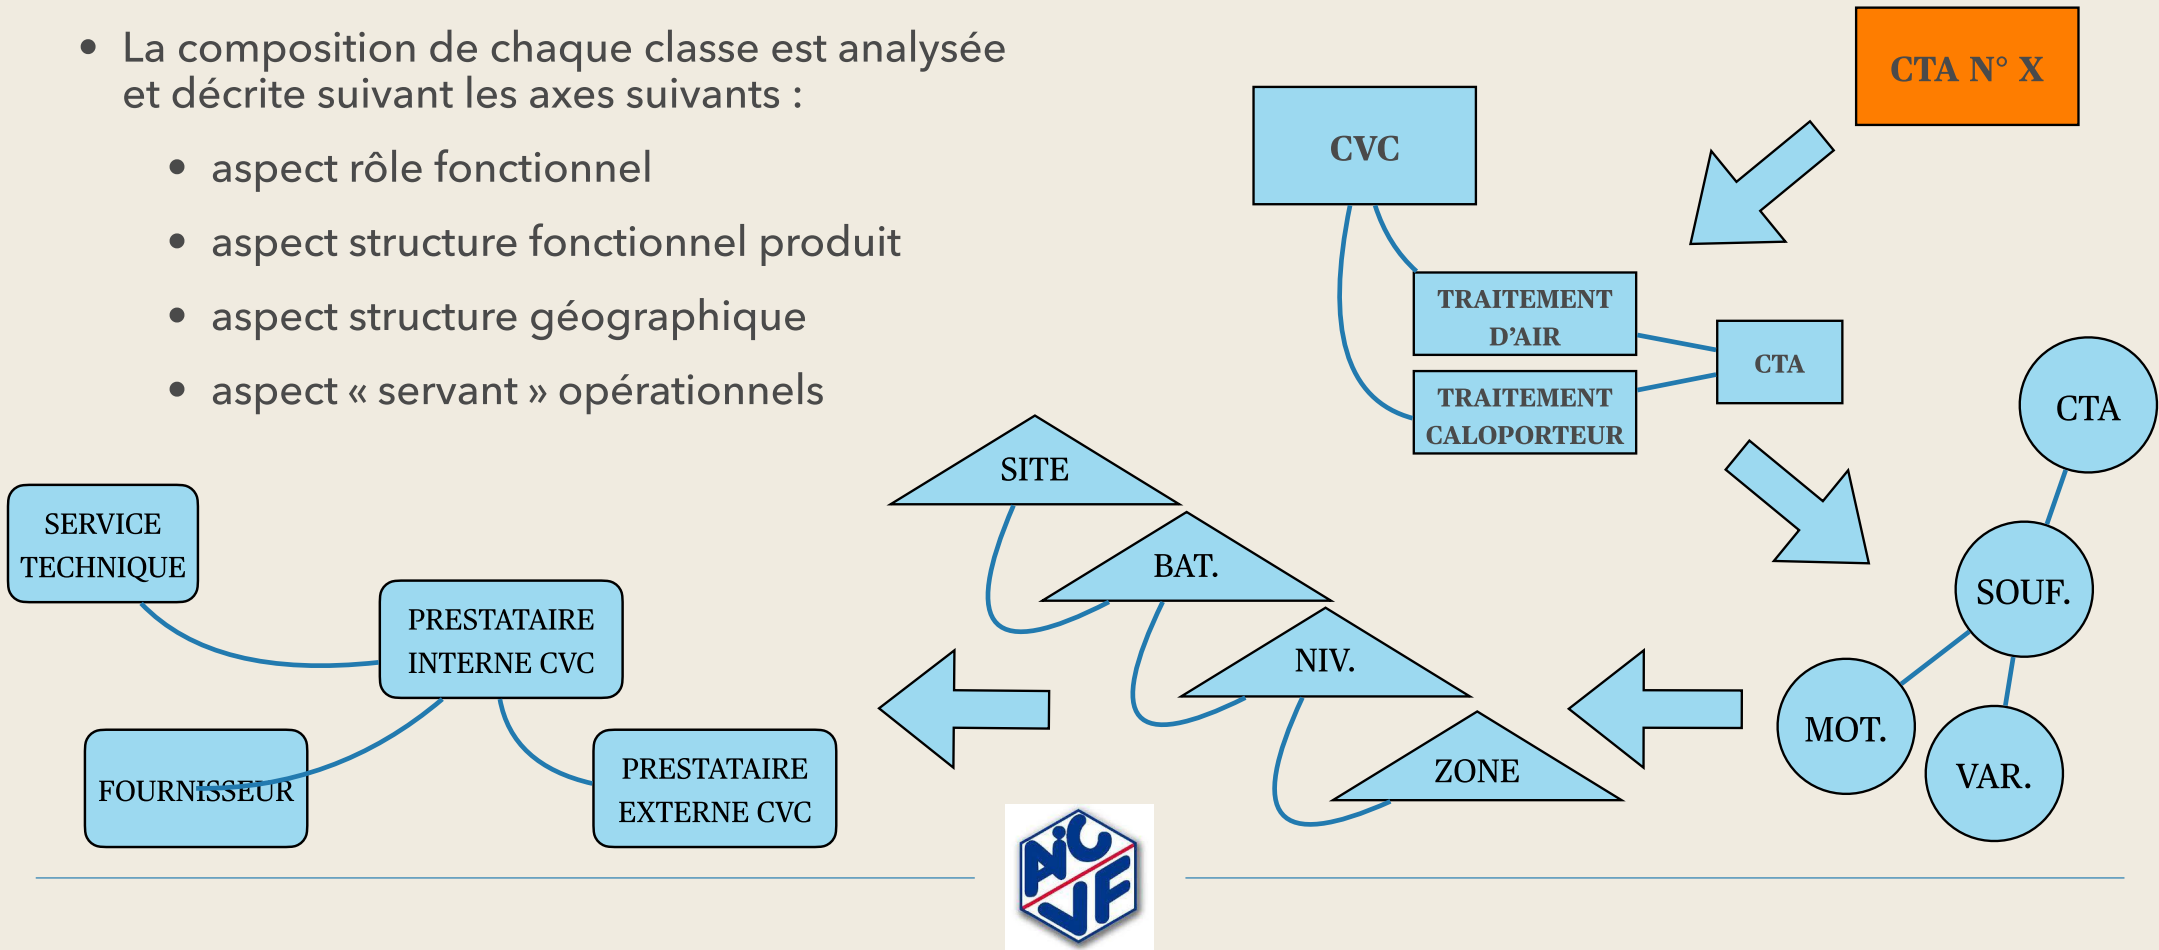 La composition de chaque classe est analysée
et décrite suivant les axes suivants :
aspect rôle fonctionnel
aspect structure fonctionnel produit
aspect structure géographique
aspect « servant » opérationnels
CTA N° X
CVC
TRAITEMENT
D’AIR
TRAITEMENT
CALOPORTEUR
CTA
CTA
SOUF.
MOT.
VAR.
SITE
BAT.
NIV.
ZONE
SERVICE
TECHNIQUE
PRESTATAIRE
INTERNE CVC
FOURNISSEUR
PRESTATAIRE
EXTERNE CVC
AiC
VF